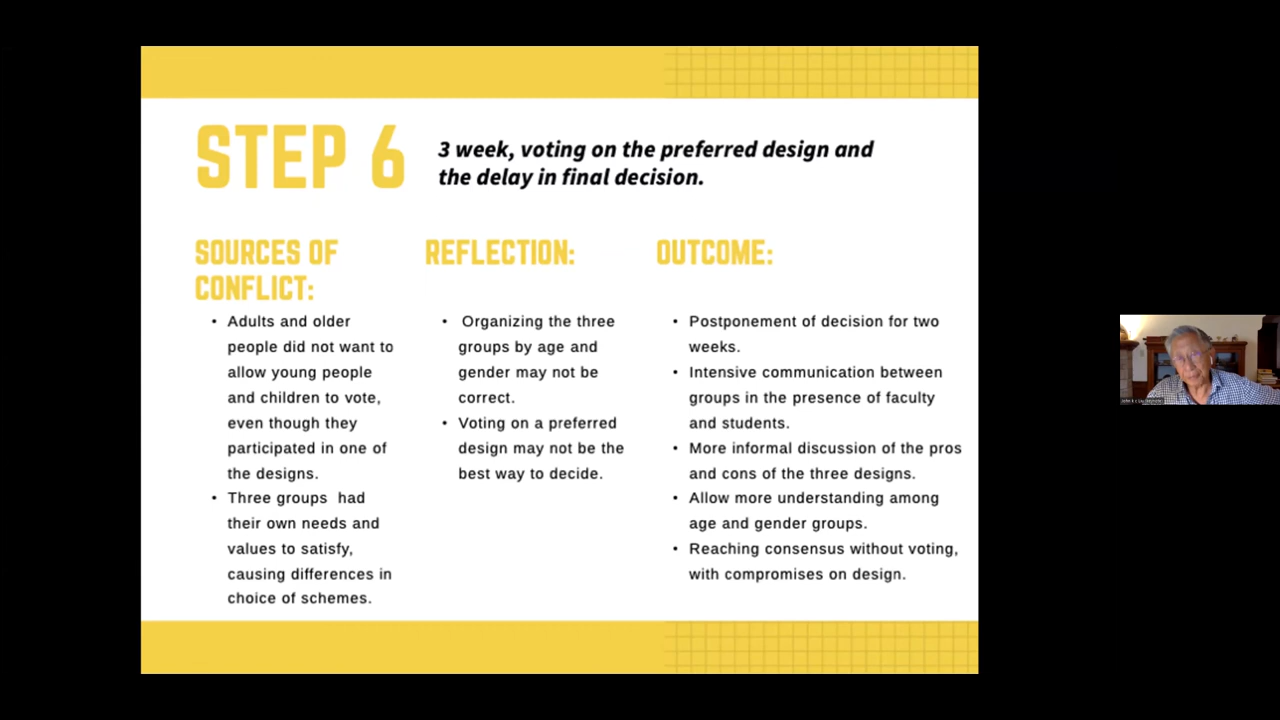 STEP 6
3 week, voting on the preferred design and
the delay in final decision.
SOURCES OF
CONFLICT:
• Adults and older
people did not want to
allow young people
and children to vote,
even though they
participated in one of
the designs.
• Three groups had
their own needs and
values to satisfy,
causing differences in
choice of schemes.
REFLECTION:
• Organizing the three
groups by age and
gender may not be
correct.
• Voting on a preferred
design may not be the
best way to decide.
OUTCOME:
• Postponement of decision for two
weeks.
• Intensive communication between
groups in the presence of faculty
and students.
• More informal discussion of the pros
and cons of the three designs.
• Allow more understanding among
age and gender groups.
• Reaching consensus without voting,
with compromises on design.